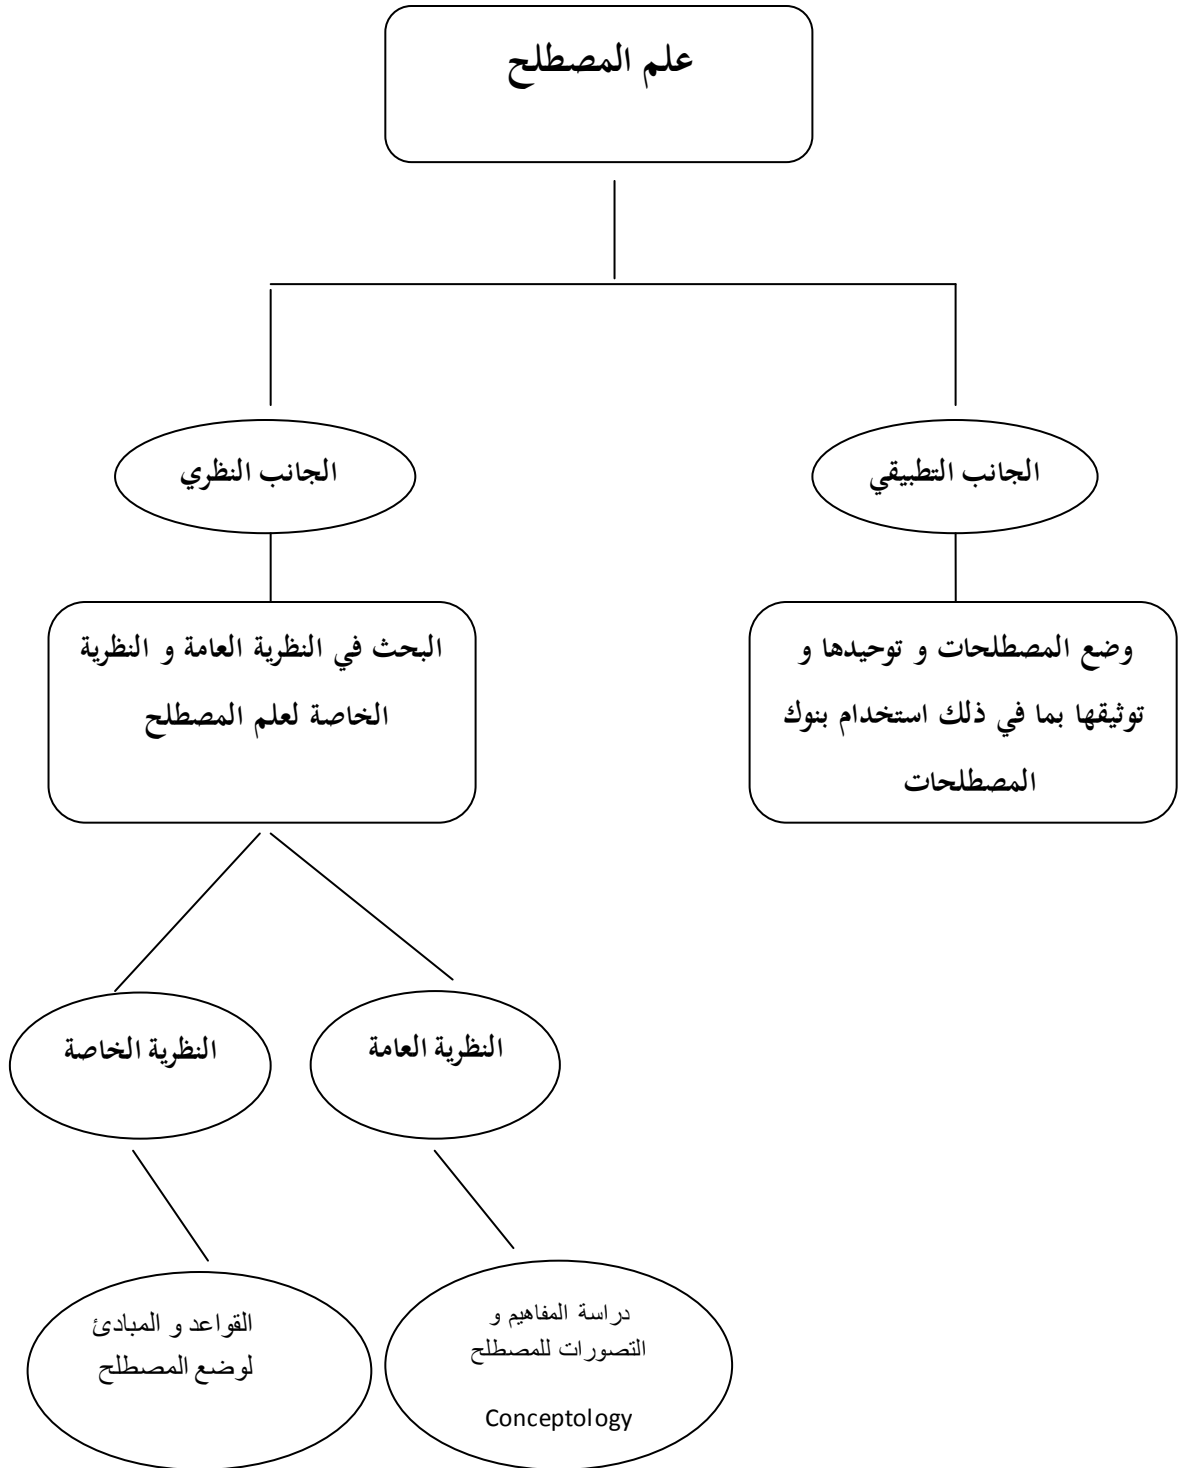 علم المصطلح
الجانب التطبيقي
الجانب النظري
وضع المصطلحات و توحيدها و
توثيقها بما في ذلك استخدام بنوك
المصطلحات
البحث في النظرية العامة و النظرية
الخاصة لعلم المصطلح
النظرية العامة
النظرية الخاصة
دراسة المفاهيم و
التصورات للمصطلح
Conceptology
القواعد و المبادئ
لوضع المصطلح